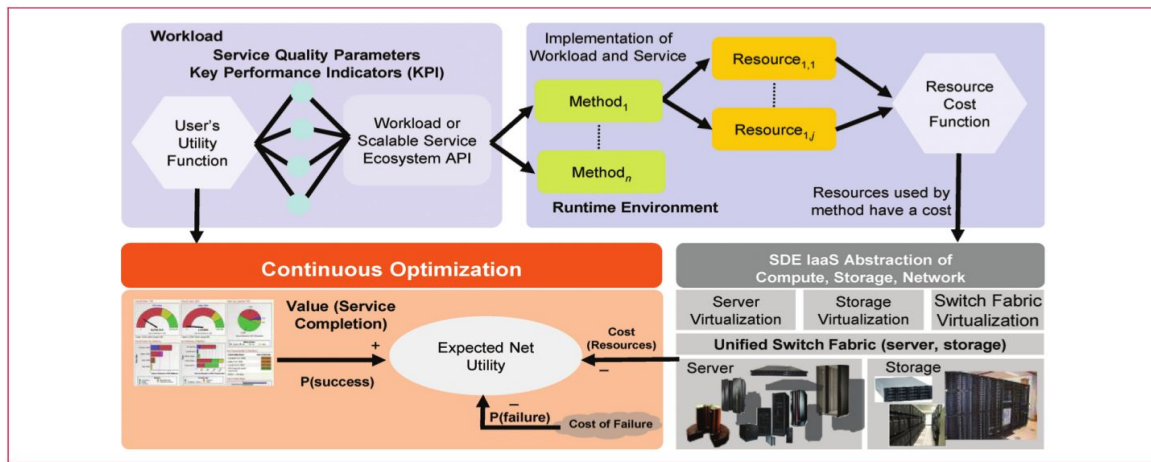 Workload
Service Quality Parameters
Key Performance Indicators (KPI)
User's
Utility
Function
Workload or
Scalable Service
Ecosystem API
Implementation of
Workload and Service
Method1
Methodn
Resource1,1
Resource1,j
Resource
Cost
Function
Runtime Environment
Resources used by
method have a cost
Continuous Optimization
Value (Service
Completion)
+
P(success)
Expected Net
Utility
Cost
(Resources)
–
–
P(failure)
Cost of Failure
SDE IaaS Abstraction of
Compute, Storage, Network
Server
Virtualization
Storage
Virtualization
Switch Fabric
Virtualization
Unified Switch Fabric (server, storage)
Server
Storage